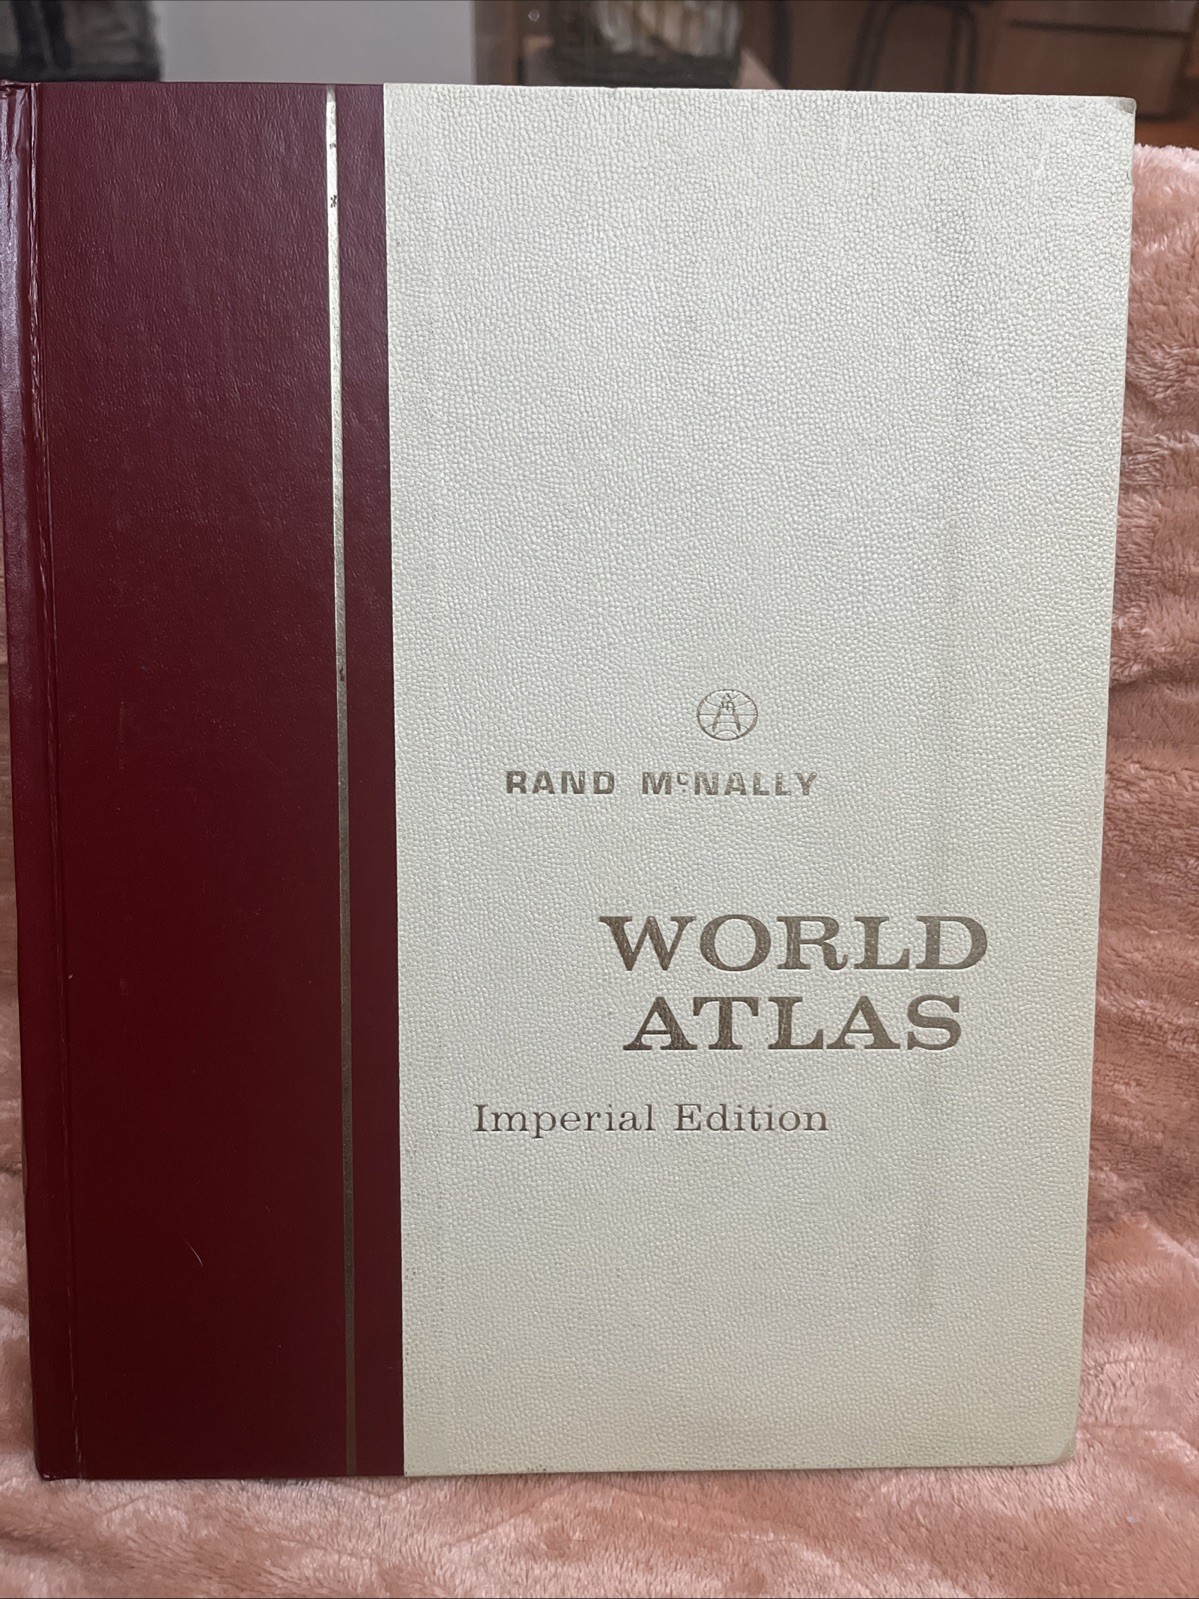 RAND MCNALLY
WORLD
ATLAS
Imperial Edition